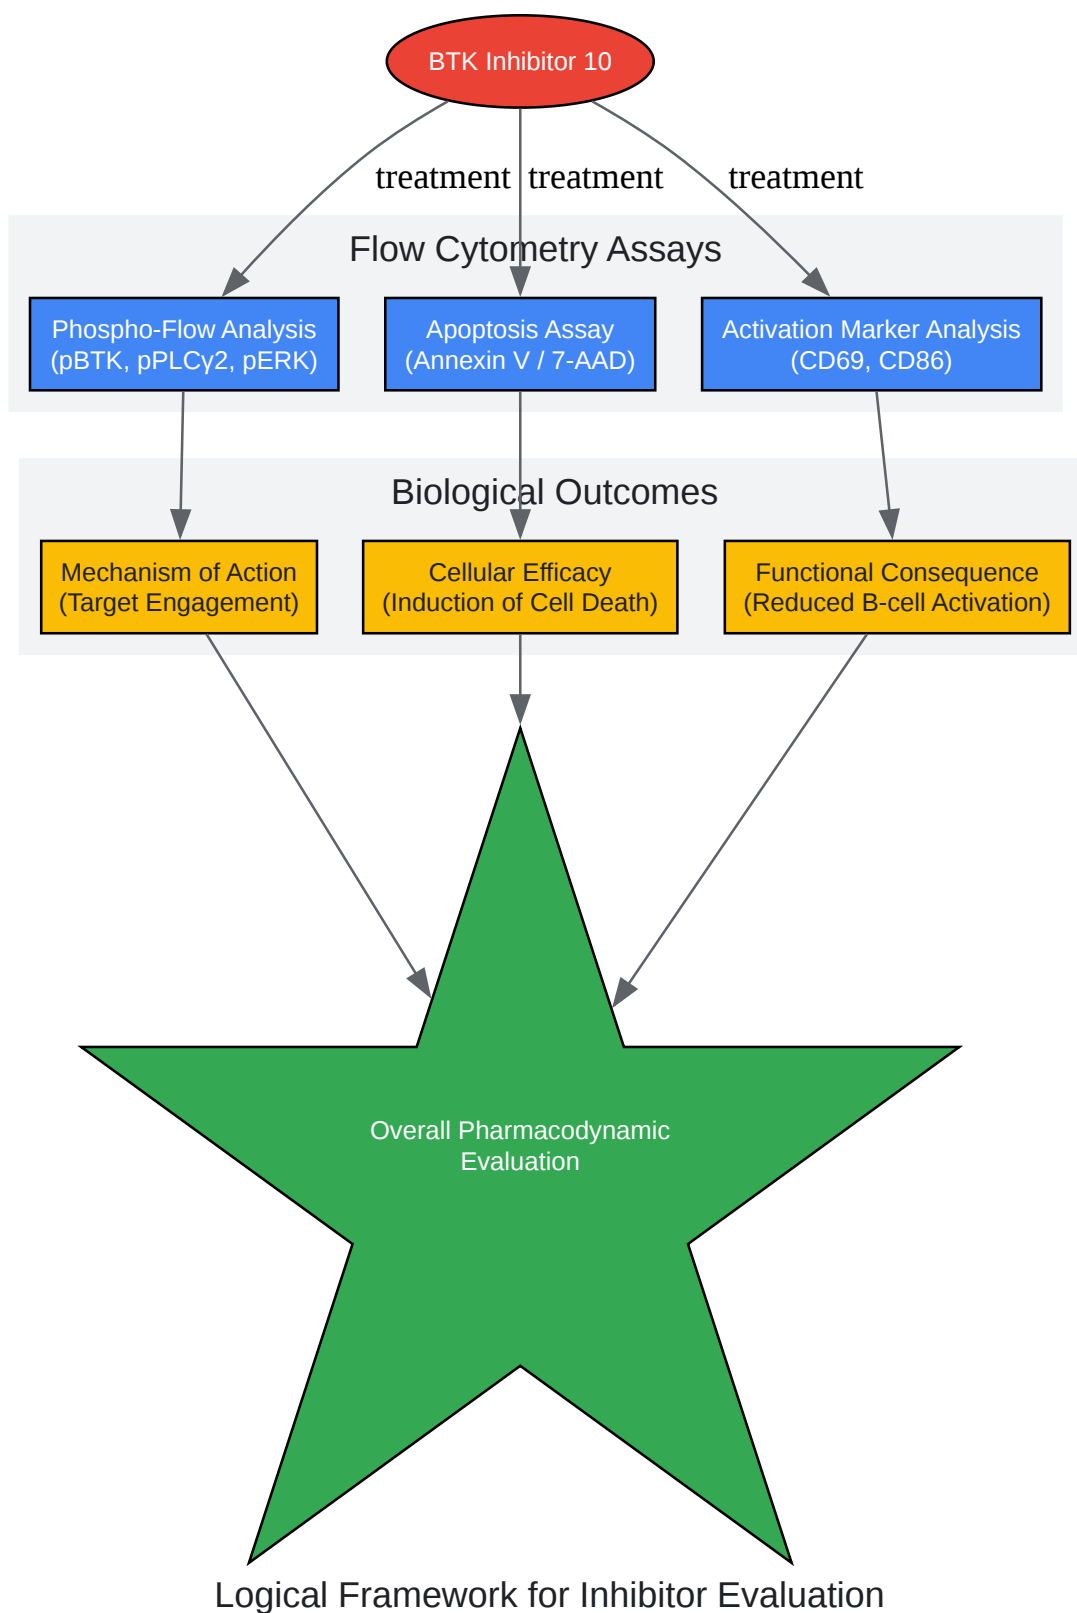 BTK Inhibitor 10
treatment treatment treatment
Flow Cytometry Assays
Phospho-Flow Analysis
(pBTK, pPLCγ2, pERK)
Apoptosis Assay
(Annexin V / 7-AAD)
Activation Marker Analysis
(CD69, CD86)
Biological Outcomes
Mechanism of Action
(Target Engagement)
Cellular Efficacy
(Induction of Cell Death)
Functional Consequence
(Reduced B-cell Activation)
Overall Pharmacodynamic
Evaluation
Logical Framework for Inhibitor Evaluation